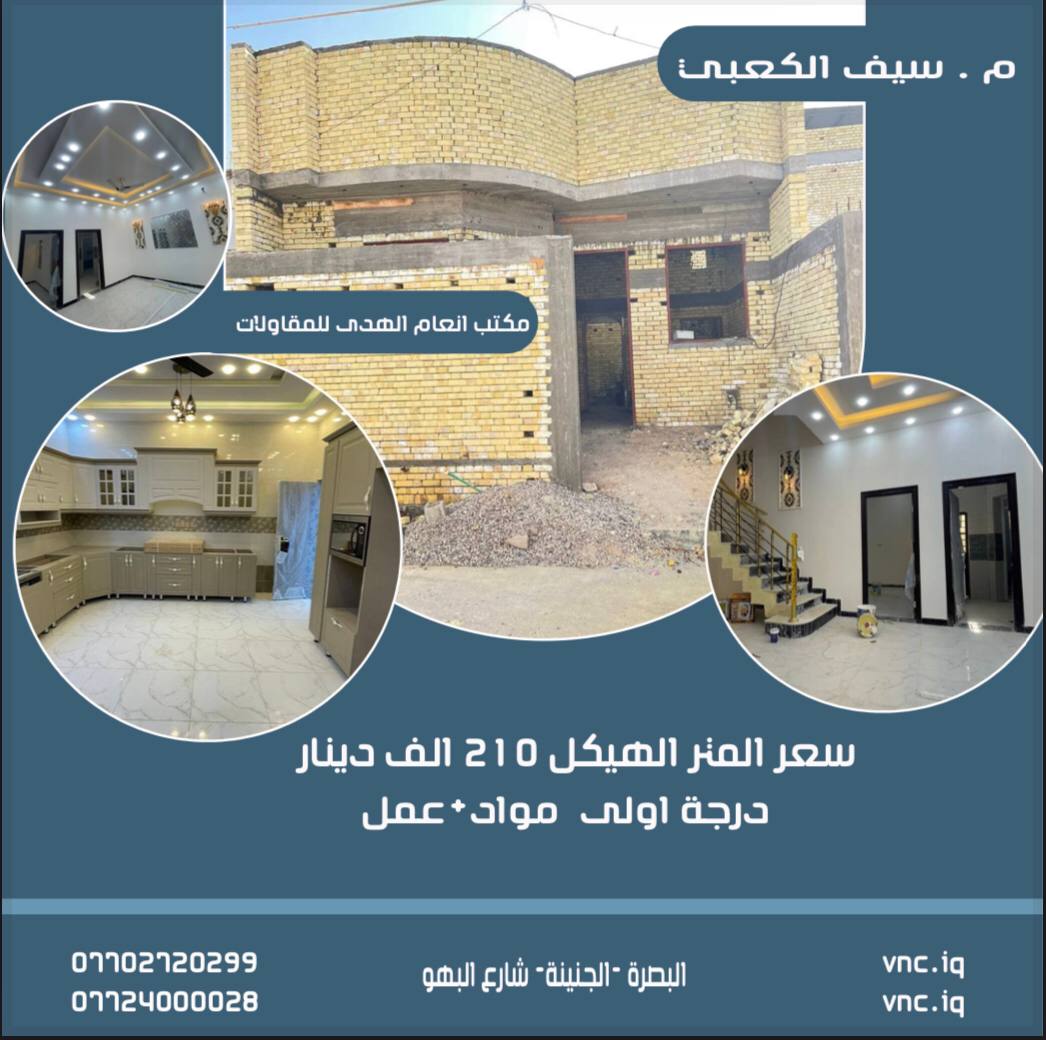 م . سيف الكعبي
مكتب انعام الهدى للمقاولات
سعر المتر الهيكل 210 الف دينار
درجة اولى مواد+عمل
07702720299
07724000028
البصرة -الجنينة- شارع البهو
vnc.iq
vnc.iq